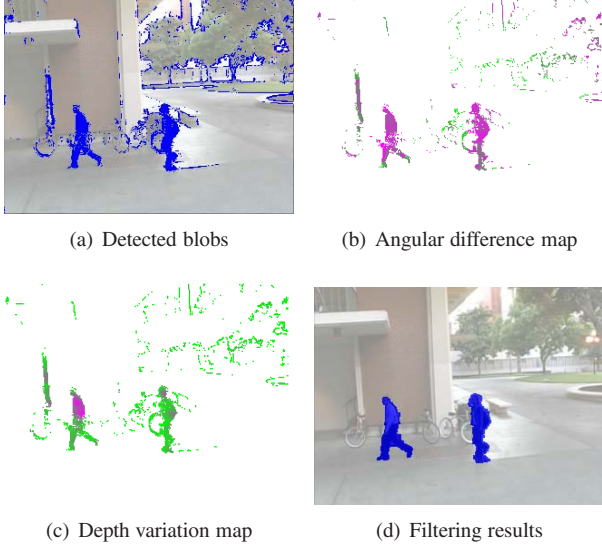 (a) Detected blobs
(b) Angular difference map
(c) Depth variation map
(d) Filtering results